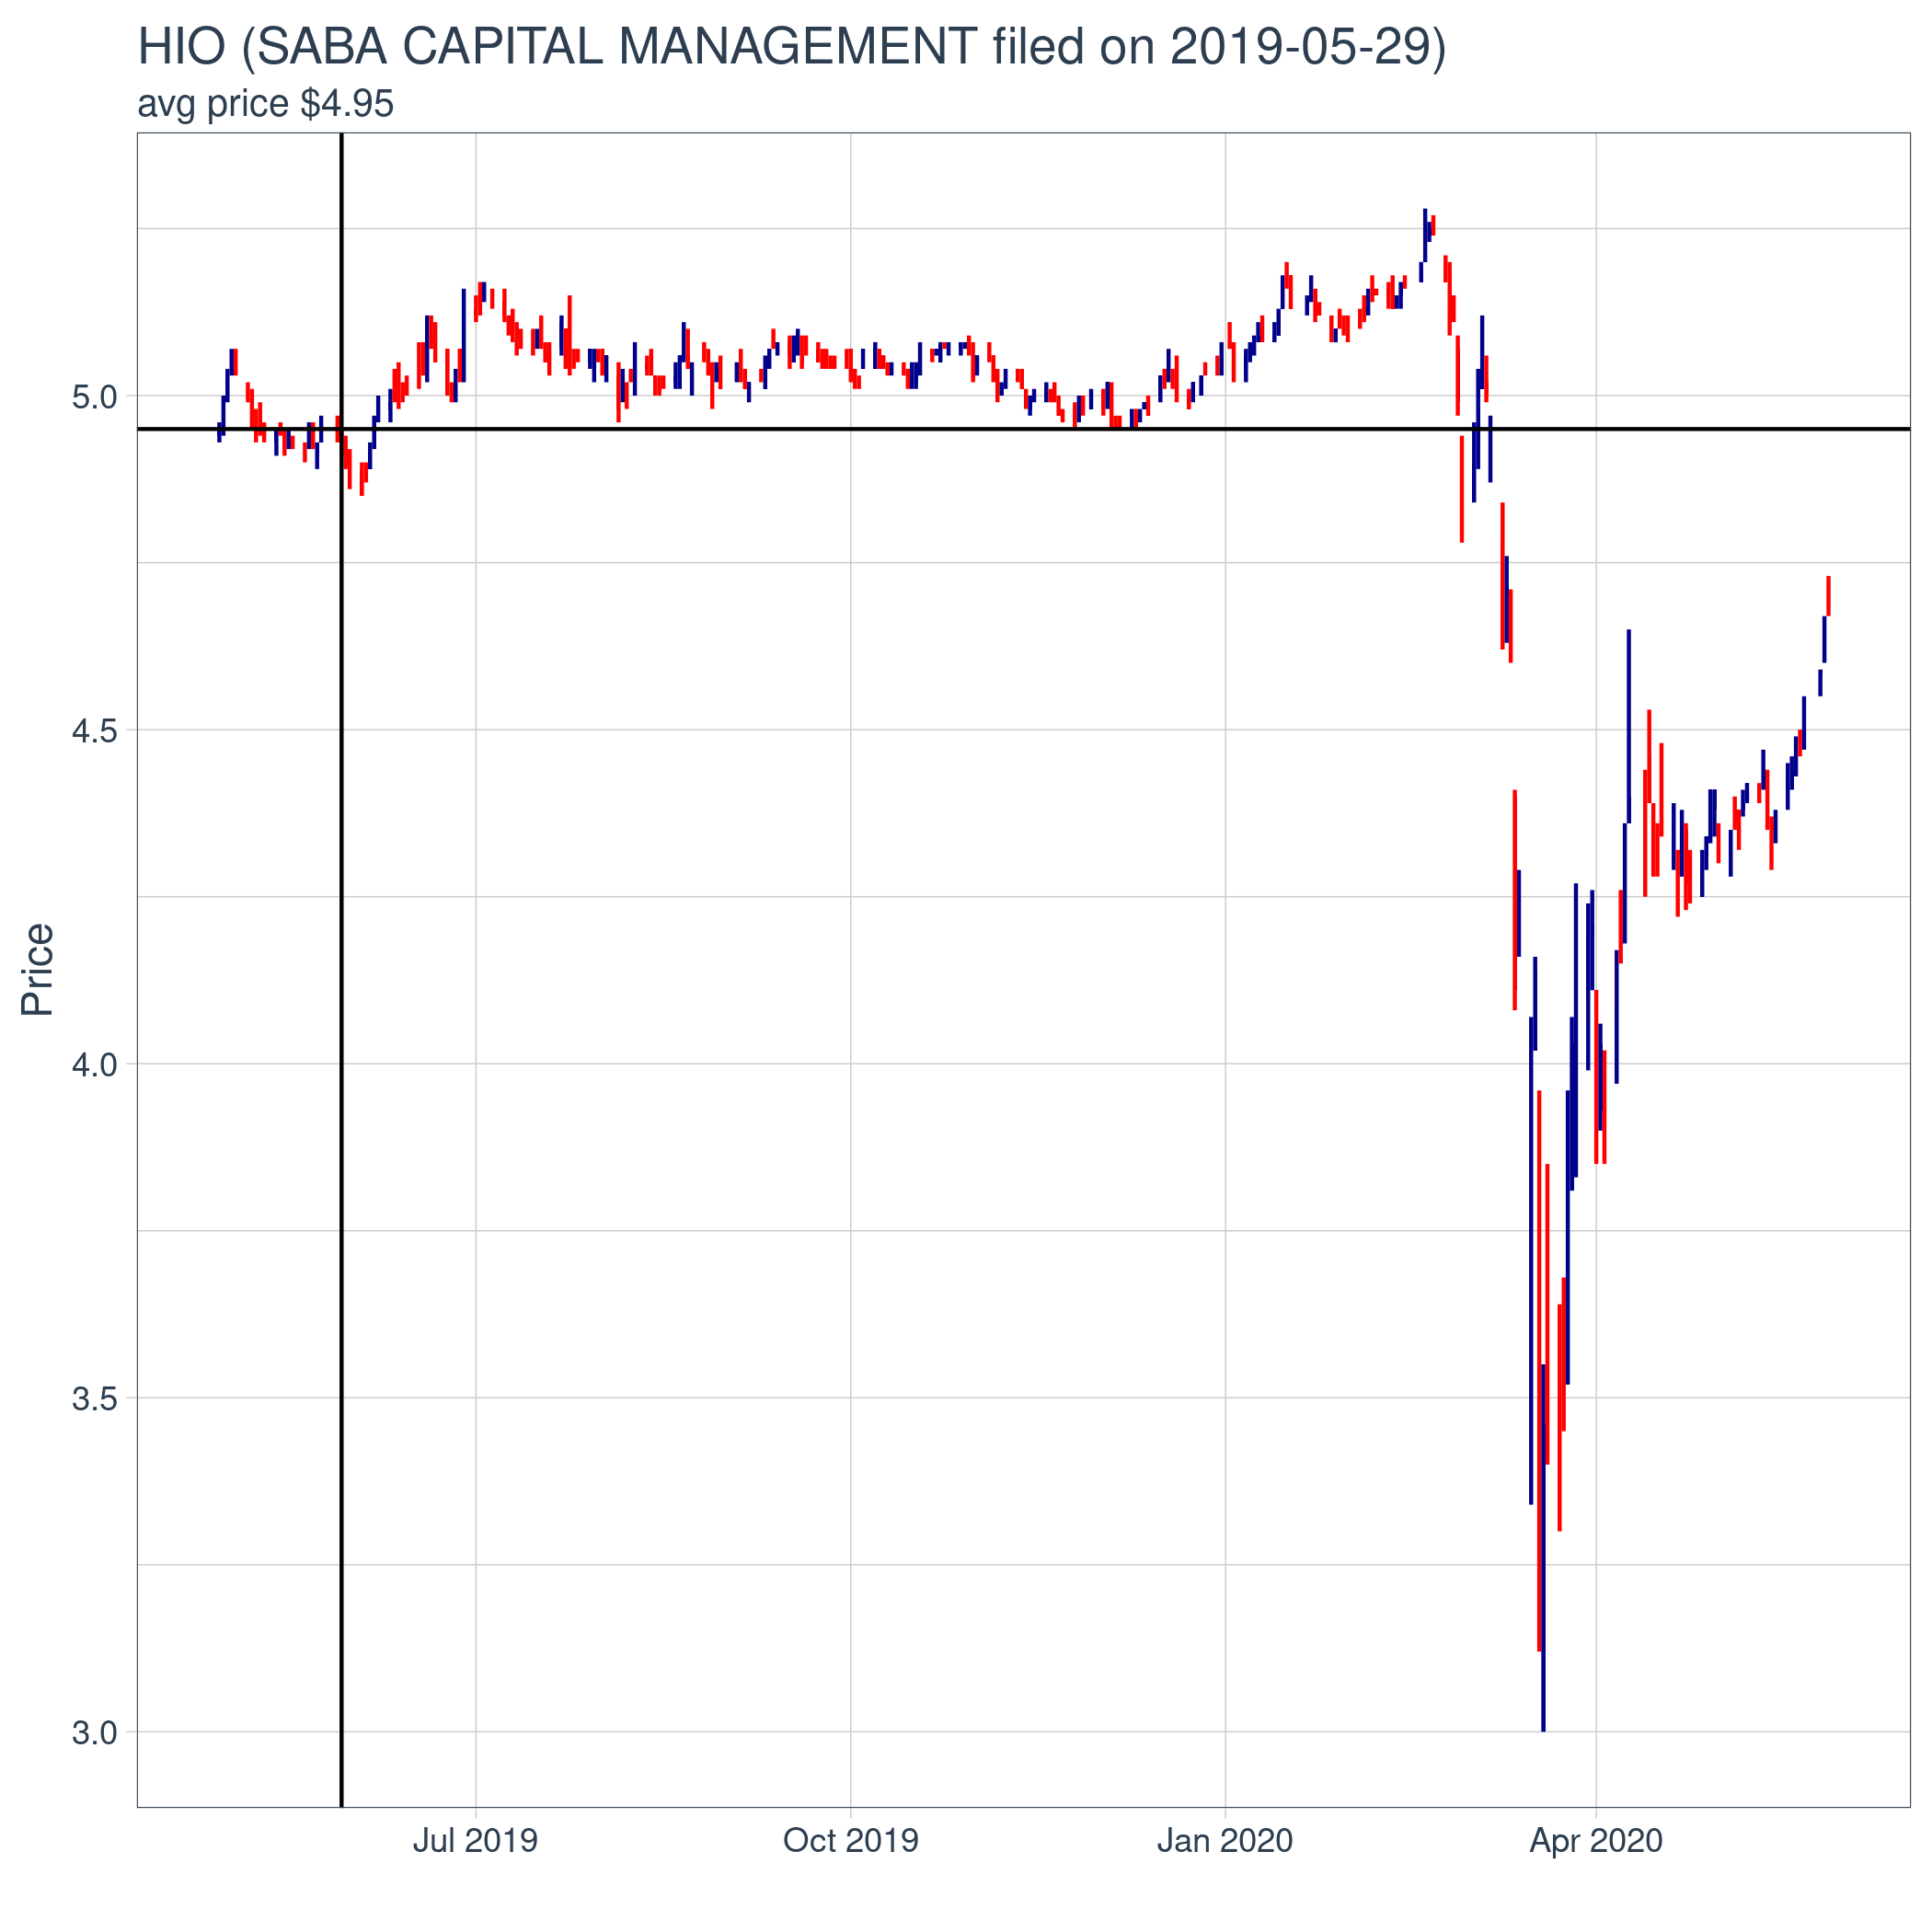 HIO (SABA CAPITAL MANAGEMENT filed on 2019-05-29)
avg price $4.95
Price
5.0
4.5
4.0
3.5
3.0
Jul 2019
Oct 2019
Jan 2020
Apr 2020